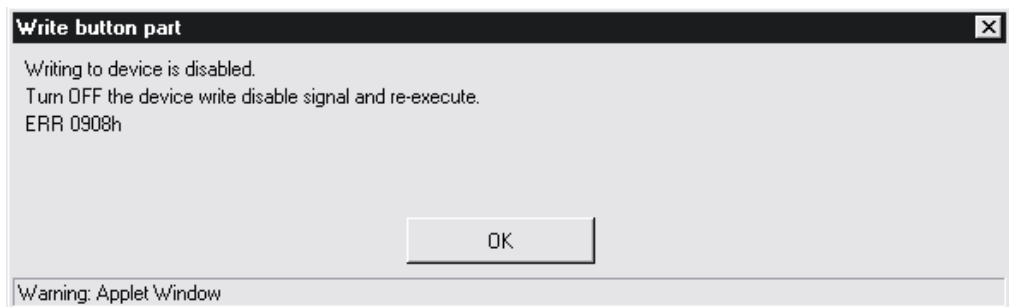 Write button part
Writing to device is disabled.
Turn OFF the device write disable signal and re-execute.
ERR 0908h
OK
Warning: Applet Window